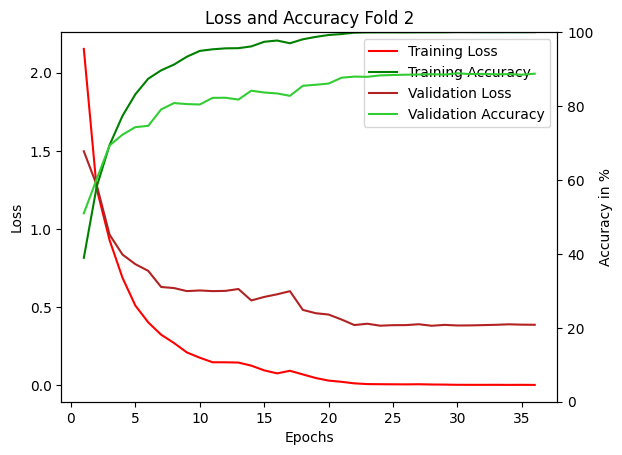 Loss and Accuracy Fold 2
2.0
1.5
1.0
0.5
0.0
Loss
0
5
10
15
20
25
30
35
Epochs
100
80
60
40
20
0
Accuracy in %
Training Loss
Training Accuracy
Validation Loss
Validation Accuracy